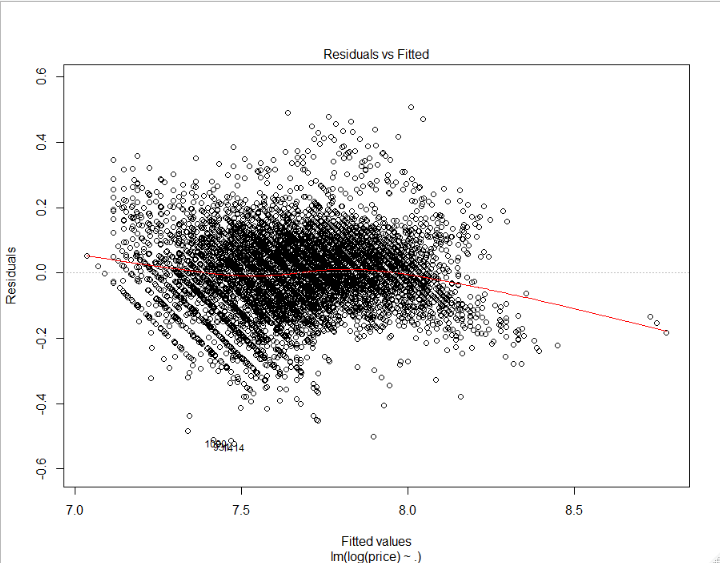 Residuals vs Fitted
0.6
0.4
0.2
0.0
-0.2
-0.4
-0.6
Residuals
7.0 7.5 8.0 8.5
Fitted values
lm(log(price) ~ .)